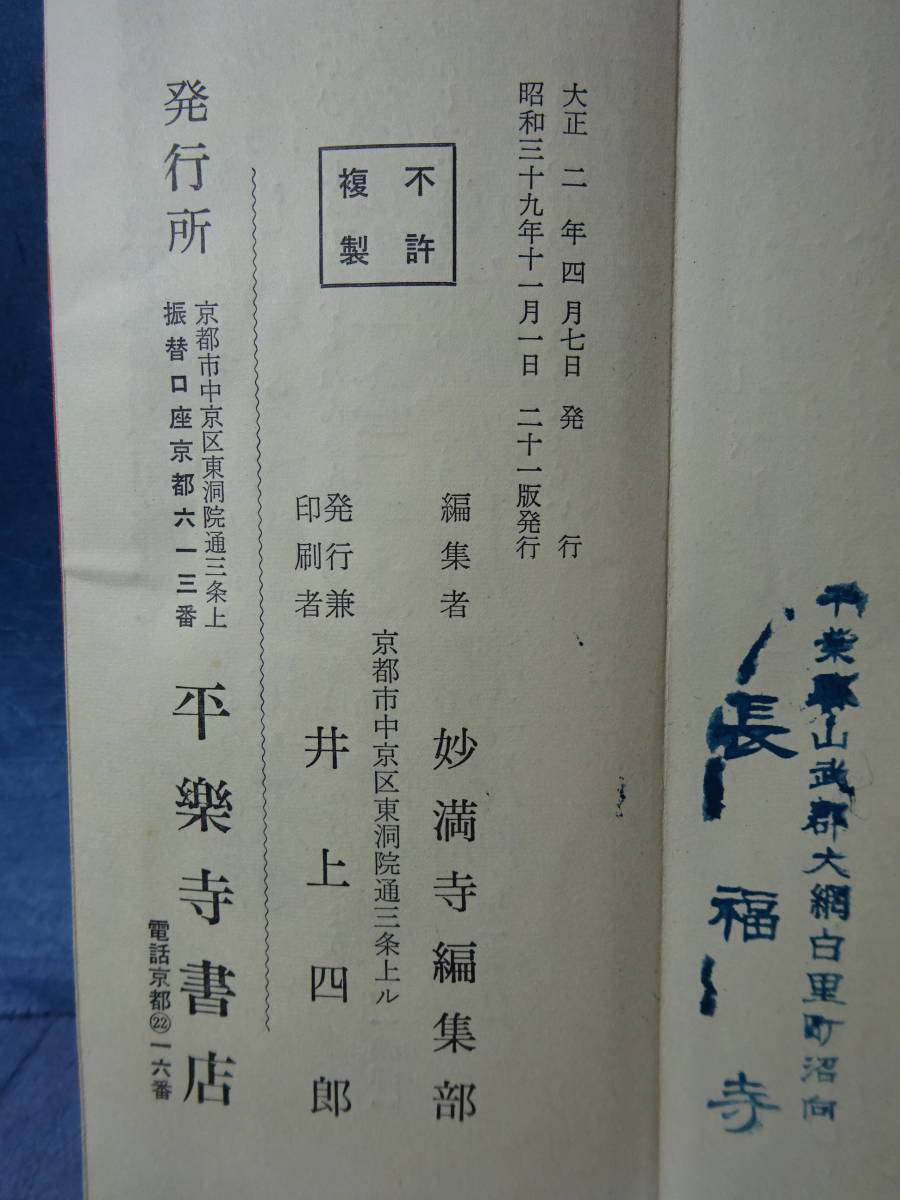 千葉縣山武郡大網白里町沼向
長福寺
大正二年四月七日発行
昭和三十九年十一月一日二十一版発行
不許
複製
編集者 妙満寺編集部
京都市中京区東洞院通三条上ル
発行兼
印刷者
井上四郎
発行所
京都市中京区東洞院通三条上
振替口座京都六一三番
平樂寺書店
電話京都㉒一六番